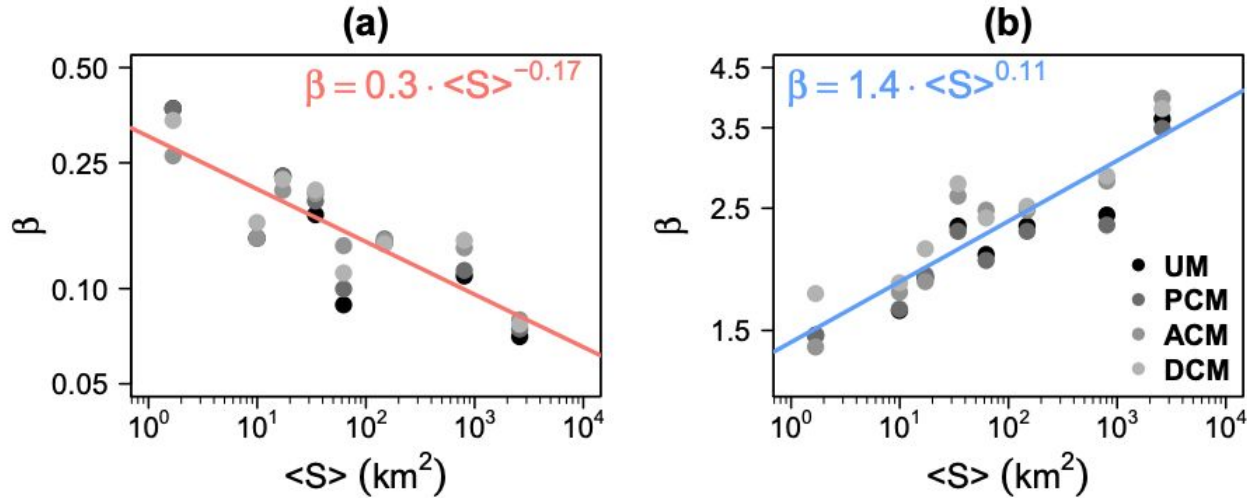 (a)
β = 0.3 · <S>^−0.17
0.50
0.25
0.10
0.05
β
10^0
10^1
10^2
10^3
10^4
<S> (km^2)
(b)
β = 1.4 · <S>^0.11
4.5
3.5
2.5
1.5
β
UM
PCM
ACM
DCM
10^0
10^1
10^2
10^3
10^4
<S> (km^2)